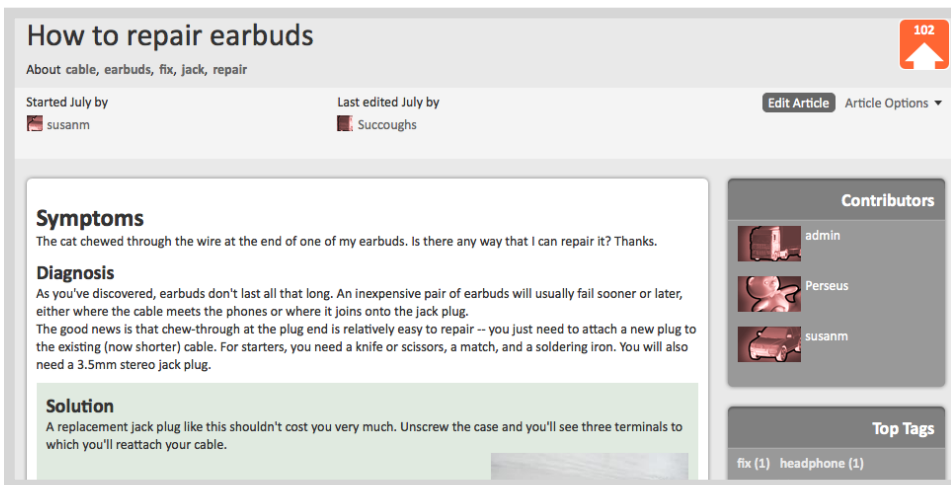 How to repair earbuds
102
About cable, earbuds, fix, jack, repair
Started July by
susanm
Last edited July by
Succoughs
Edit Article
Article Options
Symptoms
The cat chewed through the wire at the end of one of my earbuds. Is there any way that I can repair it? Thanks.
Diagnosis
As you've discovered, earbuds don't last all that long. An inexpensive pair of earbuds will usually fail sooner or later,
either where the cable meets the phones or where it joins onto the jack plug.
The good news is that chew-through at the plug end is relatively easy to repair -- you just need to attach a new plug to
the existing (now shorter) cable. For starters, you need a knife or scissors, a match, and a soldering iron. You will also
need a 3.5mm stereo jack plug.
Solution
A replacement jack plug like this shouldn't cost you very much. Unscrew the case and you'll see three terminals to
which you'll reattach your cable.
Contributors
admin
Perseus
susanm
Top Tags
fix (1) headphone (1)